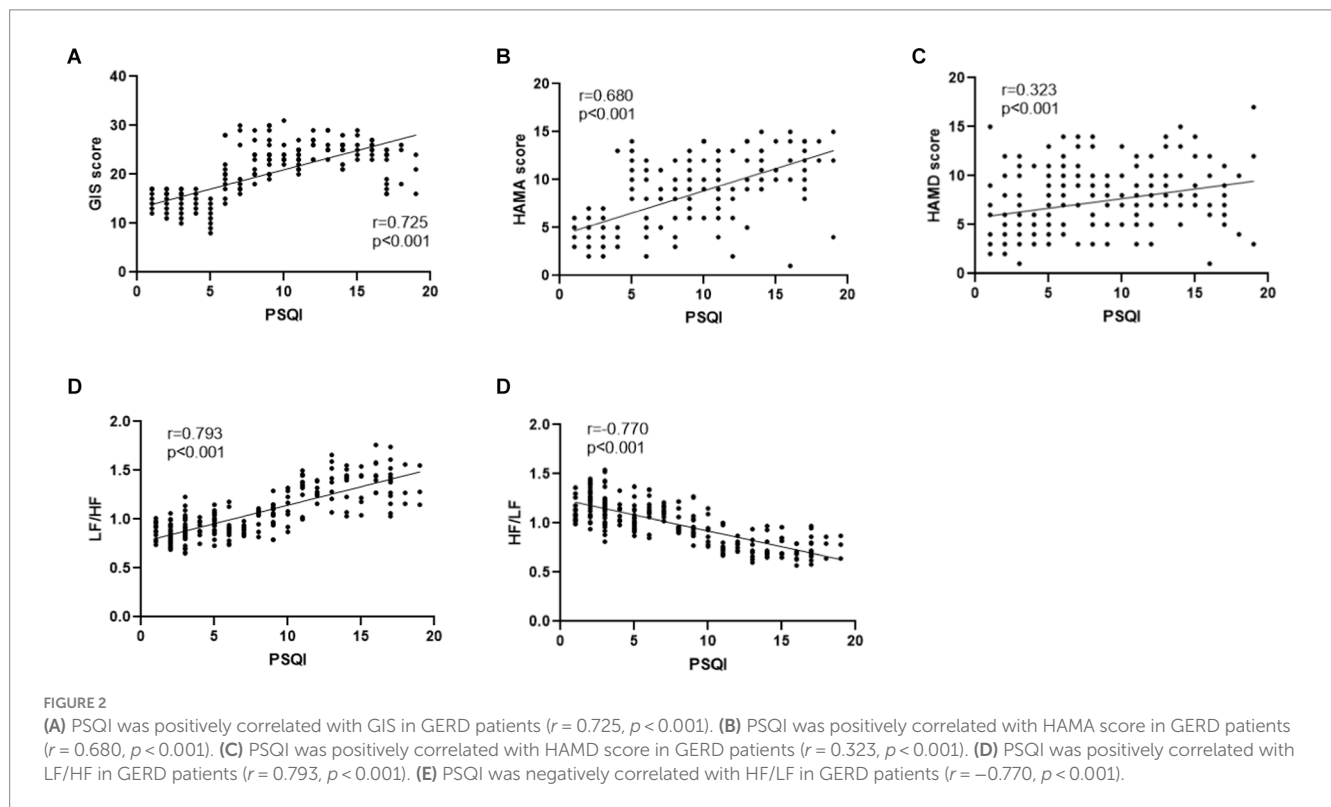 A
40
30
20
10
0
GIS score
r=0.725
p<0.001
0 5 10 15 20
PSQI
B
20
15
10
5
0
HAMA score
r=0.680
p<0.001
0 5 10 15 20
PSQI
C
20
15
10
5
0
HAMD score
r=0.323
p<0.001
0 5 10 15 20
PSQI
D
2.0
1.5
1.0
0.5
0.0
LF/HF
r=0.793
p<0.001
0 5 10 15 20
PSQI
D
2.0
1.5
1.0
0.5
0.0
HF/LF
r=-0.770
p<0.001
0 5 10 15 20
PSQI
FIGURE 2
(A) PSQI was positively correlated with GIS in GERD patients (r = 0.725, p < 0.001). (B) PSQI was positively correlated with HAMA score in GERD patients
(r = 0.680, p < 0.001). (C) PSQI was positively correlated with HAMD score in GERD patients (r = 0.323, p < 0.001). (D) PSQI was positively correlated with
LF/HF in GERD patients (r = 0.793, p < 0.001). (E) PSQI was negatively correlated with HF/LF in GERD patients (r = −0.770, p < 0.001).